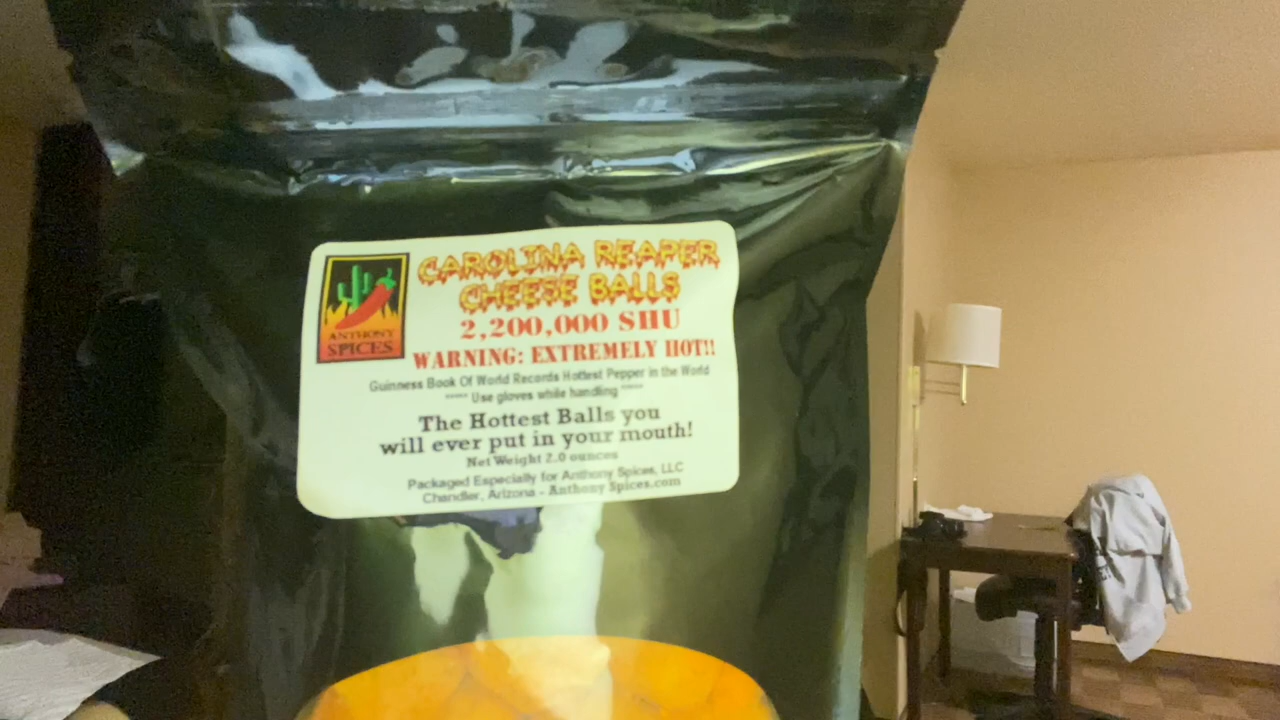 ANTHONY
SPICES
CAROLINA REAPER
CHEESE BALLS
2,200,000 SHU
WARNING: EXTREMELY HOT!!
Guinness Book Of World Records Hottest Pepper in the World
***** Use gloves while handling *****
The Hottest Balls you
will ever put in your mouth!
Net Weight 2.0 ounces
Packaged Especially for Anthony Spices, LLC
Chandler, Arizona - Anthony Spices.com